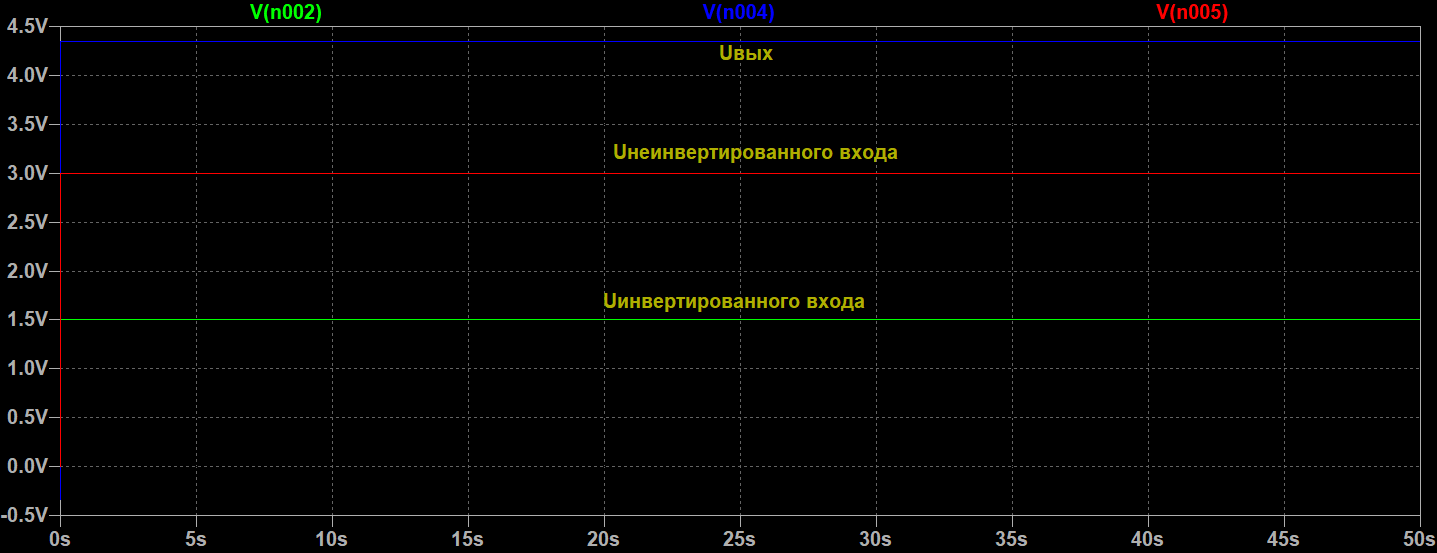 V(n002) V(n004) V(n005)
4.5V
Uвых
4.0V
3.5V
Uнеинвертированного входа
3.0V
2.5V
2.0V
Uинвертированного входа
1.5V
1.0V
0.5V
0.0V
-0.5V
0s 5s 10s 15s 20s 25s 30s 35s 40s 45s 50s